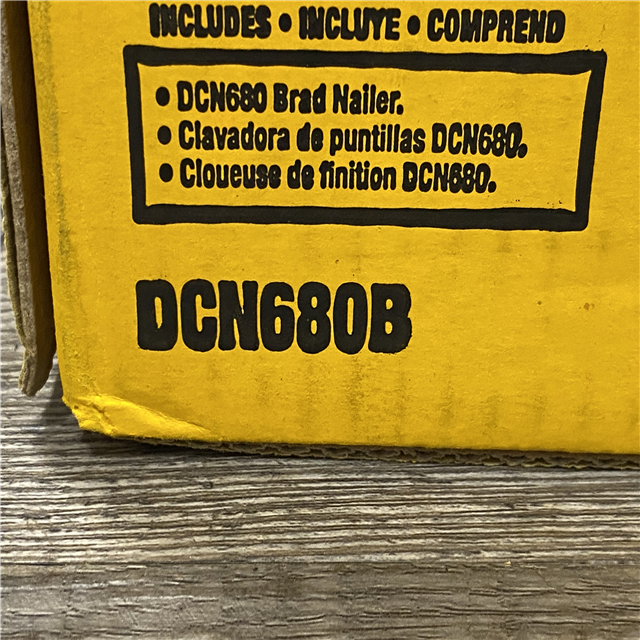 INCLUDES • INCLUYE • COMPREND
• DCN680 Brad Nailer.
• Clavadora de puntillas DCN680.
• Cloueuse de finition DCN680.
DCN680B